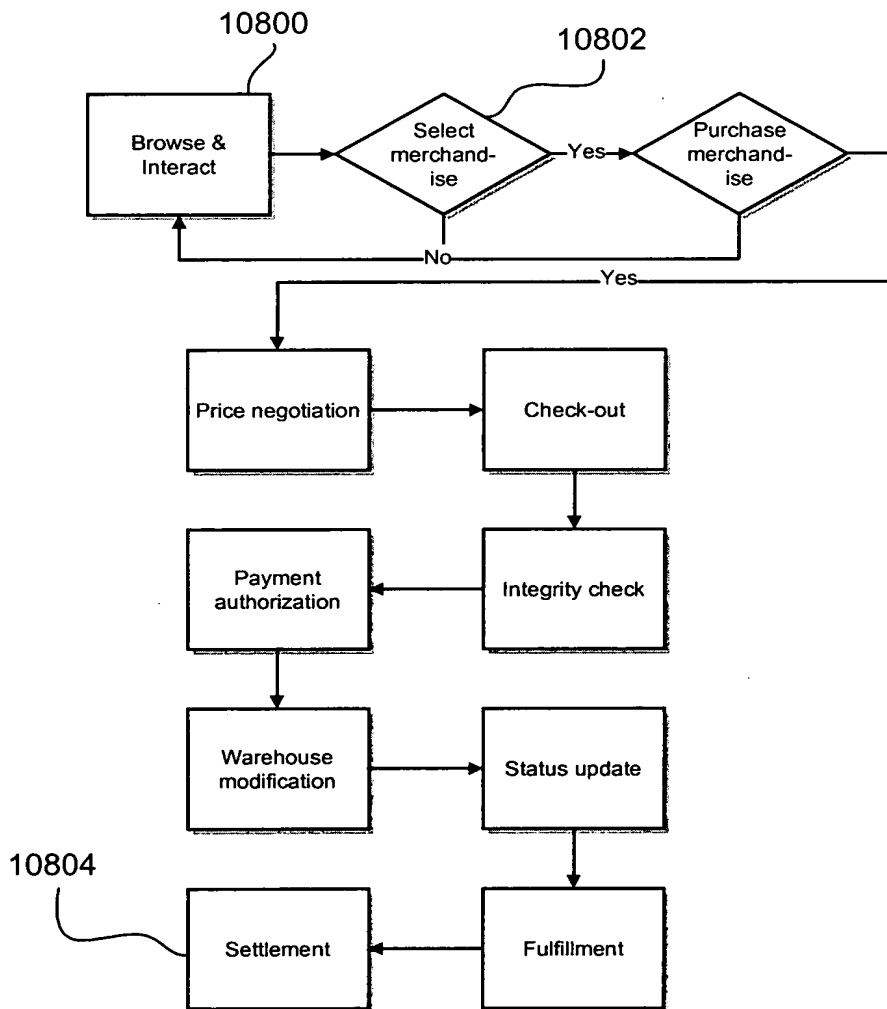 10800
10802
Browse &
Interact
Select
merchand-
ise
Yes
Purchase
merchand-
ise
No
Yes
Price negotiation
Check-out
Payment
authorization
Integrity check
Warehouse
modification
Status update
10804
Settlement
Fulfillment